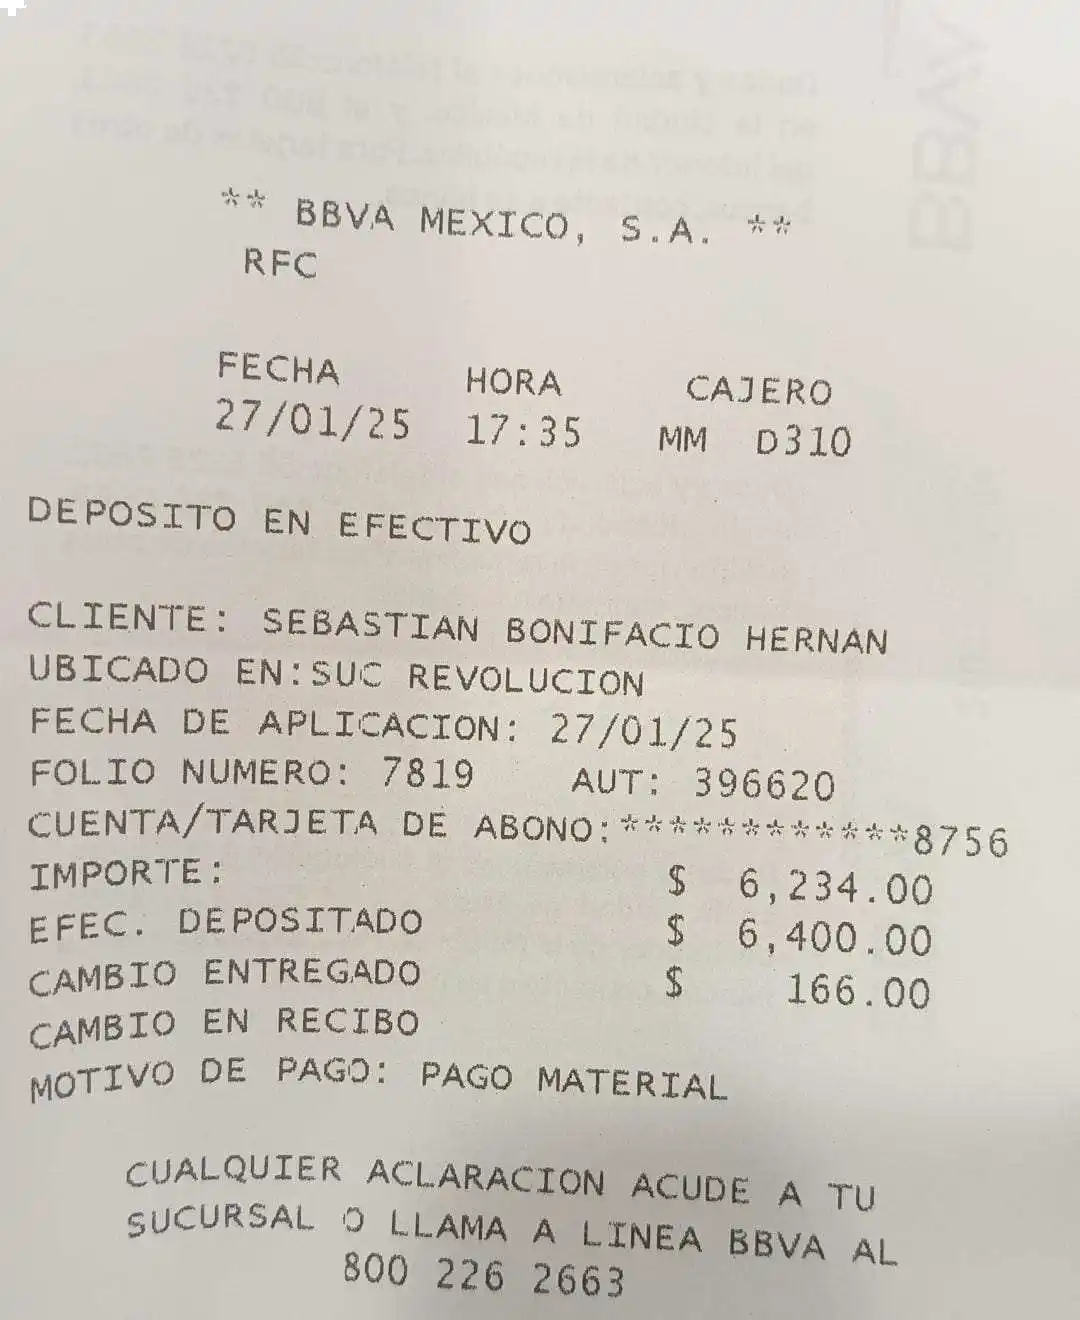 ** BBVA MEXICO, S.A. **
RFC
FECHA HORA CAJERO
27/01/25 17:35 MM D310
DEPOSITO EN EFECTIVO
CLIENTE: SEBASTIAN BONIFACIO HERNAN
UBICADO EN:SUC REVOLUCION
FECHA DE APLICACION: 27/01/25
FOLIO NUMERO: 7819 AUT: 396620
CUENTA/TARJETA DE ABONO:************8756
IMPORTE: $ 6,234.00
EFEC. DEPOSITADO $ 6,400.00
CAMBIO ENTREGADO $ 166.00
CAMBIO EN RECIBO
MOTIVO DE PAGO: PAGO MATERIAL
CUALQUIER ACLARACION ACUDE A TU
SUCURSAL O LLAMA A LINEA BBVA AL
800 226 2663